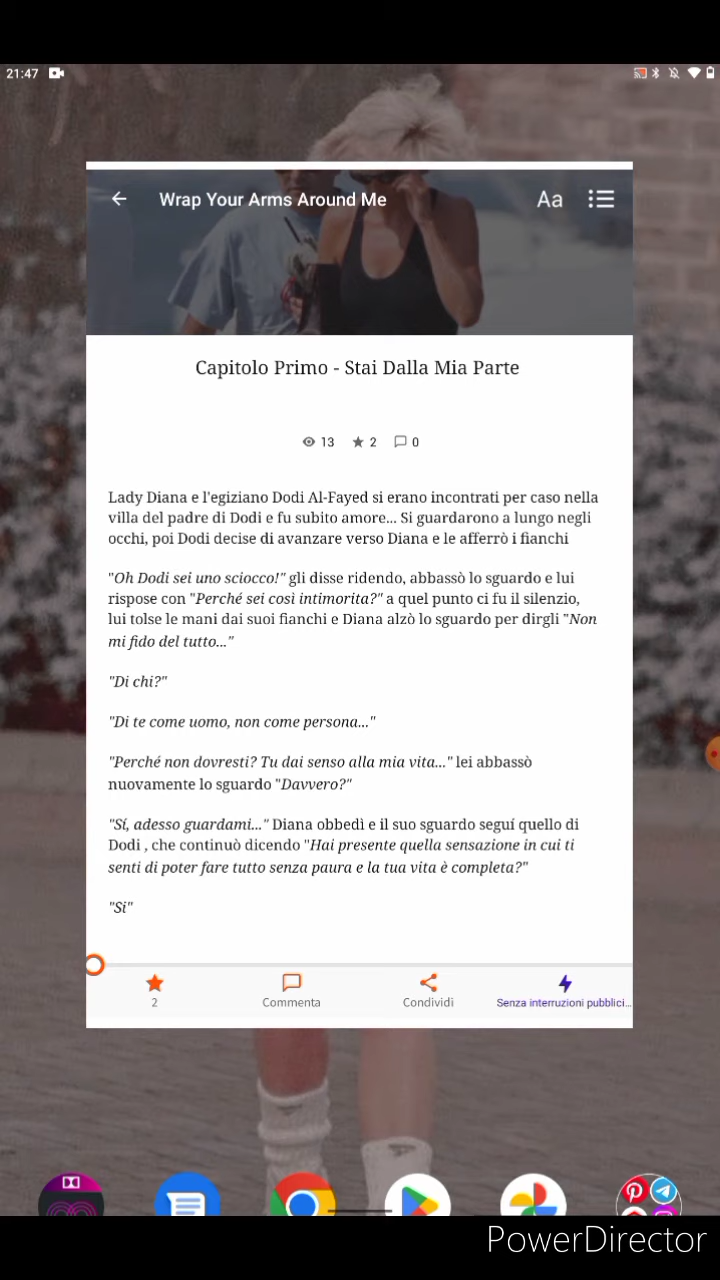 21:47
Wrap Your Arms Around Me
Aa
Capitolo Primo - Stai Dalla Mia Parte
13
2
0
Lady Diana e l'egiziano Dodi Al-Fayed si erano incontrati per caso nella
villa del padre di Dodi e fu subito amore... Si guardarono a lungo negli
occhi, poi Dodi decise di avanzare verso Diana e le afferrò i fianchi
"Oh Dodi sei uno sciocco!" gli disse ridendo, abbassò lo sguardo e lui
rispose con "Perché sei così intimorita?" a quel punto ci fu il silenzio,
lui tolse le mani dai suoi fianchi e Diana alzò lo sguardo per dirgli "Non
mi fido del tutto..."
"Di chi?"
"Di te come uomo, non come persona..."
"Perché non dovresti? Tu dai senso alla mia vita..." lei abbassò
nuovamente lo sguardo "Davvero?"
"Sí, adesso guardami..." Diana obbedì e il suo sguardo seguí quello di
Dodi , che continuò dicendo "Hai presente quella sensazione in cui ti
senti di poter fare tutto senza paura e la tua vita è completa?"
"Si"
2
Commenta
Condividi
Senza interruzioni pubblici...
PowerDirector